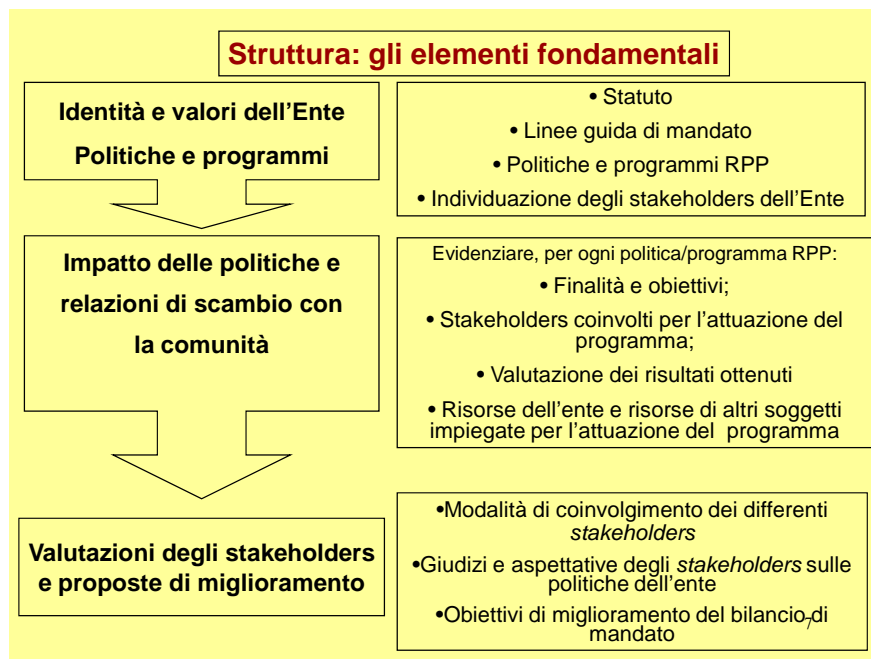 Struttura: gli elementi fondamentali
Identità e valori dell'Ente
Politiche e programmi
• Statuto
• Linee guida di mandato
• Politiche e programmi RPP
• Individuazione degli stakeholders dell'Ente
Impatto delle politiche e
relazioni di scambio con
la comunità
Evidenziare, per ogni politica/programma RPP:
• Finalità e obiettivi;
• Stakeholders coinvolti per l'attuazione del
programma;
• Valutazione dei risultati ottenuti
• Risorse dell'ente e risorse di altri soggetti
impiegate per l'attuazione del programma
Valutazioni degli stakeholders
e proposte di miglioramento
•Modalità di coinvolgimento dei differenti
stakeholders
•Giudizi e aspettative degli stakeholders sulle
politiche dell'ente
•Obiettivi di miglioramento del bilancio di
mandato
7